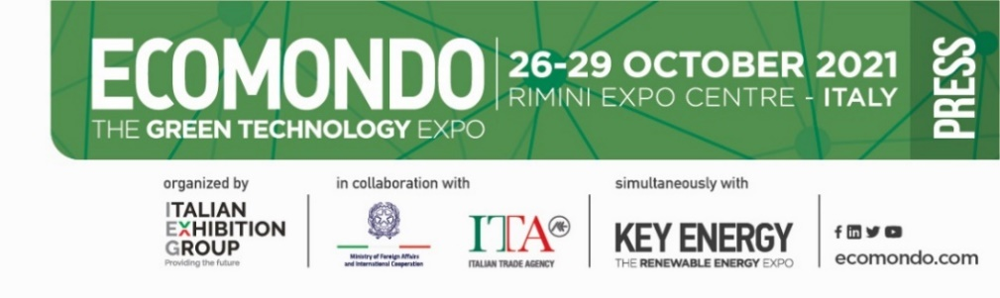 ECOMONDO
THE GREEN TECHNOLOGY EXPO
26-29 OCTOBER 2021
RIMINI EXPO CENTRE - ITALY
PRESS
organized by
ITALIAN
EXHIBITION
GROUP
Providing the future
in collaboration with
Ministry of Foreign Affairs
and International Cooperation
ITA
ITALIAN TRADE AGENCY
simultaneously with
KEY ENERGY
THE RENEWABLE ENERGY EXPO
ecomondo.com